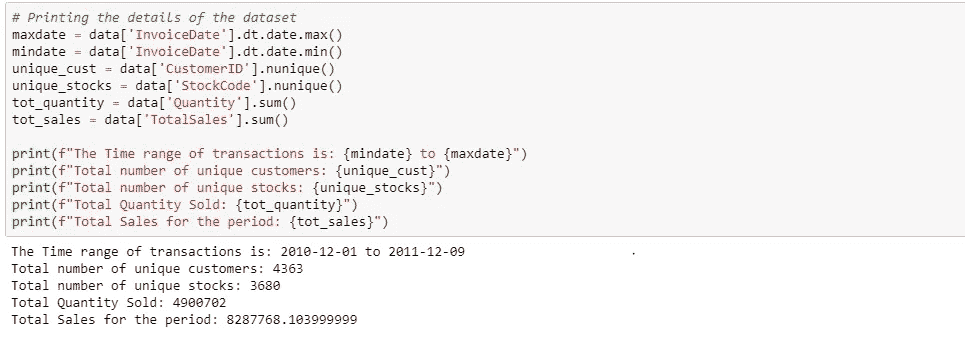 # Printing the details of the dataset
maxdate = data['InvoiceDate'].dt.date.max()
mindate = data['InvoiceDate'].dt.date.min()
unique_cust = data['CustomerID'].nunique()
unique_stocks = data['StockCode'].nunique()
tot_quantity = data['Quantity'].sum()
tot_sales = data['TotalSales'].sum()
print(f"The Time range of transactions is: {mindate} to {maxdate}")
print(f"Total number of unique customers: {unique_cust}")
print(f"Total number of unique stocks: {unique_stocks}")
print(f"Total Quantity Sold: {tot_quantity}")
print(f"Total Sales for the period: {tot_sales}")
The Time range of transactions is: 2010-12-01 to 2011-12-09
Total number of unique customers: 4363
Total number of unique stocks: 3680
Total Quantity Sold: 4900702
Total Sales for the period: 8287768.103999999